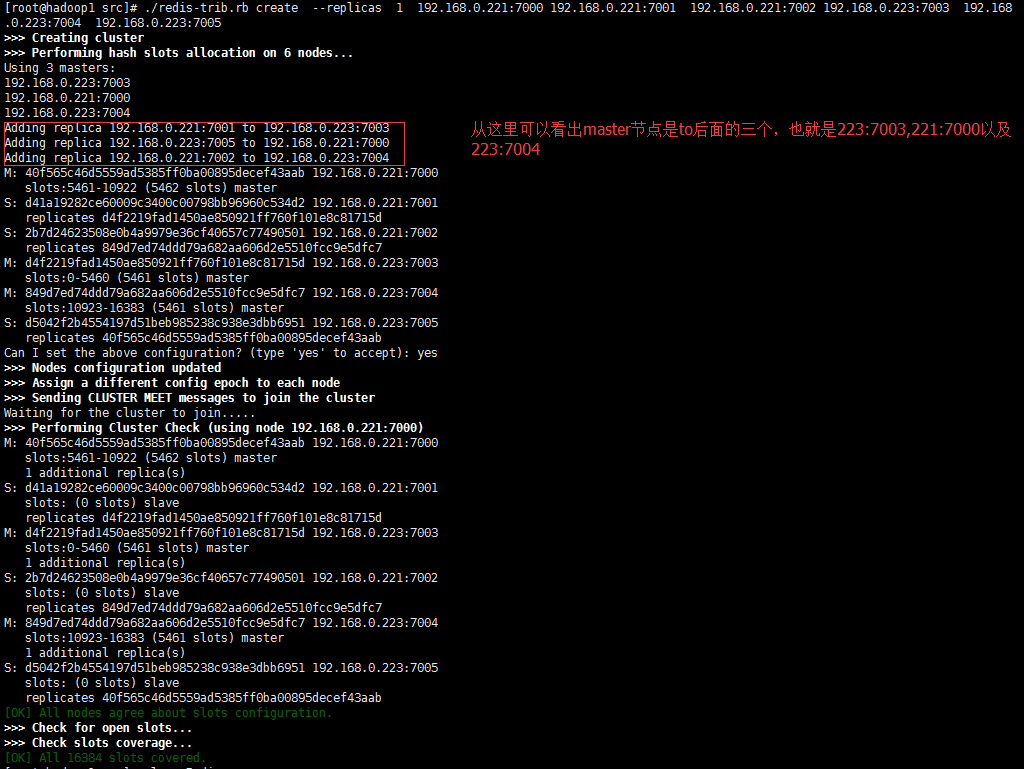 [root@hadoop1 src]# ./redis-trib.rb create  --replicas  1  192.168.0.221:7000 192.168.0.221:7001  192.168.0.221:7002 192.168.0.223:7003  192.168
.0.223:7004  192.168.0.223:7005
>>> Creating cluster
>>> Performing hash slots allocation on 6 nodes...
Using 3 masters:
192.168.0.223:7003
192.168.0.221:7000
192.168.0.223:7004
Adding replica 192.168.0.221:7001 to 192.168.0.223:7003
Adding replica 192.168.0.223:7005 to 192.168.0.221:7000
Adding replica 192.168.0.221:7002 to 192.168.0.223:7004
从这里可以看出master节点是to后面的三个，也就是223:7003,221:7000以及
223:7004
M: 40f565c46d5559ad5385ff0ba00895decef43aab 192.168.0.221:7000
   slots:5461-10922 (5462 slots) master
S: d41a19282ce60009c3400c00798bb96960c534d2 192.168.0.221:7001
   replicates d4f2219fad1450ae850921ff760f101e8c81715d
S: 2b7d24623508e0b4a9979e36cf40657c77490501 192.168.0.221:7002
   replicates 849d7ed74ddd79a682aa606d2e5510fcc9e5dfc7
M: d4f2219fad1450ae850921ff760f101e8c81715d 192.168.0.223:7003
   slots:0-5460 (5461 slots) master
M: 849d7ed74ddd79a682aa606d2e5510fcc9e5dfc7 192.168.0.223:7004
   slots:10923-16383 (5461 slots) master
S: d5042f2b4554197d51beb985238c938e3dbb6951 192.168.0.223:7005
   replicates 40f565c46d5559ad5385ff0ba00895decef43aab
Can I set the above configuration? (type 'yes' to accept): yes
>>> Nodes configuration updated
>>> Assign a different config epoch to each node
>>> Sending CLUSTER MEET messages to join the cluster
Waiting for the cluster to join.....
>>> Performing Cluster Check (using node 192.168.0.221:7000)
M: 40f565c46d5559ad5385ff0ba00895decef43aab 192.168.0.221:7000
   slots:5461-10922 (5462 slots) master
   1 additional replica(s)
S: d41a19282ce60009c3400c00798bb96960c534d2 192.168.0.221:7001
   slots: (0 slots) slave
   replicates d4f2219fad1450ae850921ff760f101e8c81715d
M: d4f2219fad1450ae850921ff760f101e8c81715d 192.168.0.223:7003
   slots:0-5460 (5461 slots) master
   1 additional replica(s)
S: 2b7d24623508e0b4a9979e36cf40657c77490501 192.168.0.221:7002
   slots: (0 slots) slave
   replicates 849d7ed74ddd79a682aa606d2e5510fcc9e5dfc7
M: 849d7ed74ddd79a682aa606d2e5510fcc9e5dfc7 192.168.0.223:7004
   slots:10923-16383 (5461 slots) master
   1 additional replica(s)
S: d5042f2b4554197d51beb985238c938e3dbb6951 192.168.0.223:7005
   slots: (0 slots) slave
   replicates 40f565c46d5559ad5385ff0ba00895decef43aab
[OK] All nodes agree about slots configuration.
>>> Check for open slots...
>>> Check slots coverage...
[OK] All 16384 slots covered.